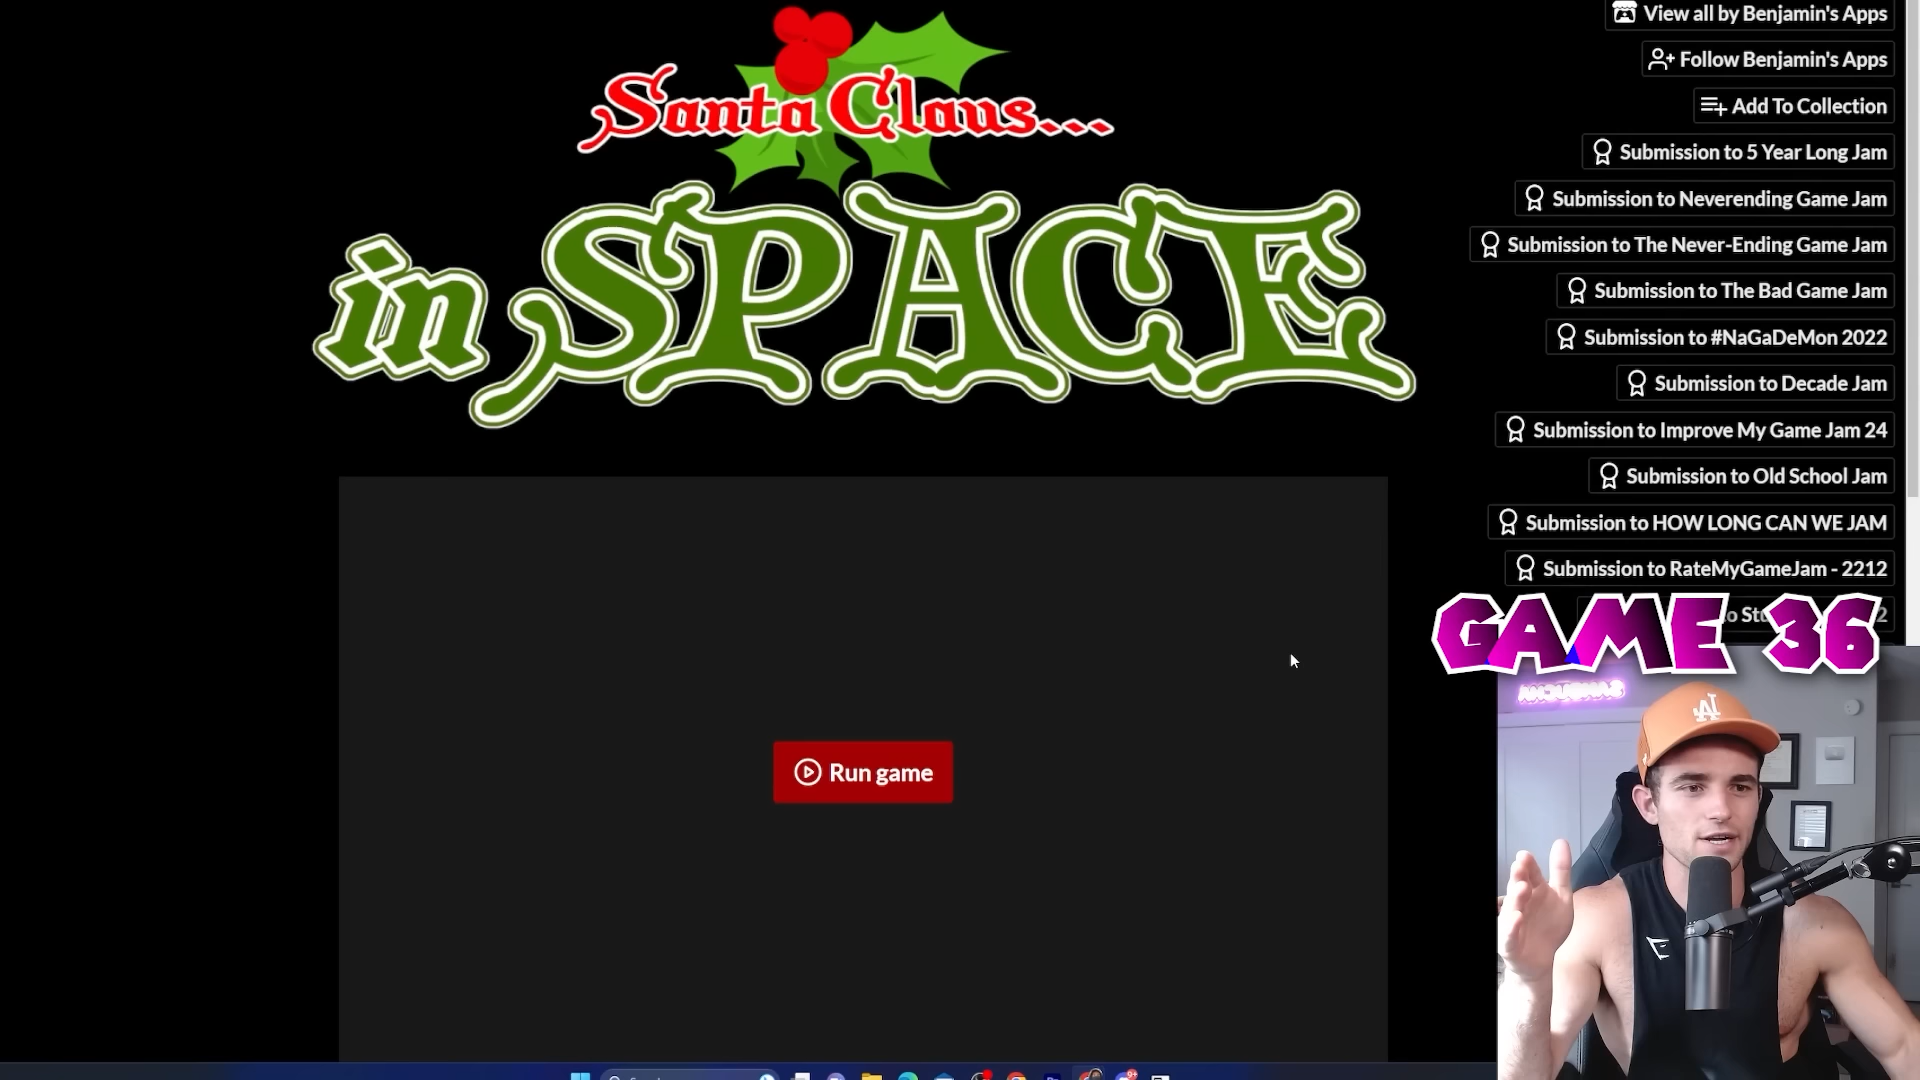 View all by Benjamin's Apps
Follow Benjamin's Apps
Add To Collection
Submission to 5 Year Long Jam
Submission to Neverending Game Jam
Submission to The Never-Ending Game Jam
Submission to The Bad Game Jam
Submission to #NaGaDeMon 2022
Submission to Decade Jam
Submission to Improve My Game Jam 24
Submission to Old School Jam
Submission to HOW LONG CAN WE JAM
Submission to RateMyGameJam - 2212
Santa Claus...
in SPACE
Run game
GAME 36
LA